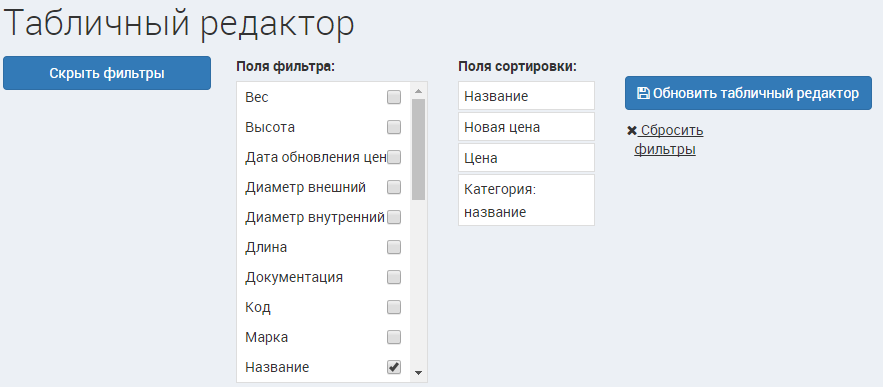 Табличный редактор
Скрыть фильтры
Поля фильтра:
Вес
Высота
Дата обновления цен
Диаметр внешний
Диаметр внутренний
Длина
Документация
Код
Марка
Название
Поля сортировки:
Название
Новая цена
Цена
Категория:
название
Обновить табличный редактор
Сбросить
фильтры